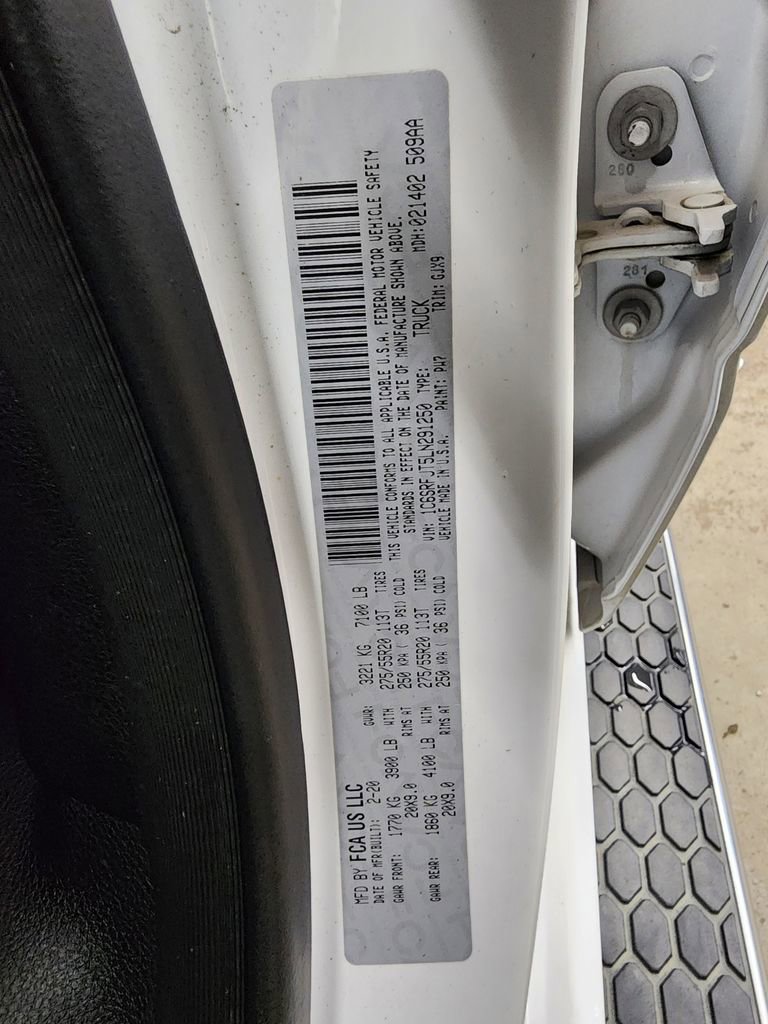 MFD BY FCA US LLC
DATE OF MFR(BUILT): 2-20 GVWR: 3221 KG 7100 LB
GAWR FRONT: 1770 KG 3900 LB WITH 275/55R20 113T TIRES
20X9.0 RIMS AT 250 KPA ( 36 PSI) COLD
GAWR REAR: 1860 KG 4100 LB WITH 275/55R20 113T TIRES
20X9.0 RIMS AT 250 KPA ( 36 PSI) COLD
THIS VEHICLE CONFORMS TO ALL APPLICABLE U.S.A. FEDERAL MOTOR VEHICLE SAFETY
STANDARDS IN EFFECT ON THE DATE OF MANUFACTURE SHOWN ABOVE.
VIN: 1C6SRFJT5LN291250 TYPE: TRUCK MDH:021402 509AA
VEHICLE MADE IN U.S.A. PAINT: PW7 TRIM: GJX9
280
281